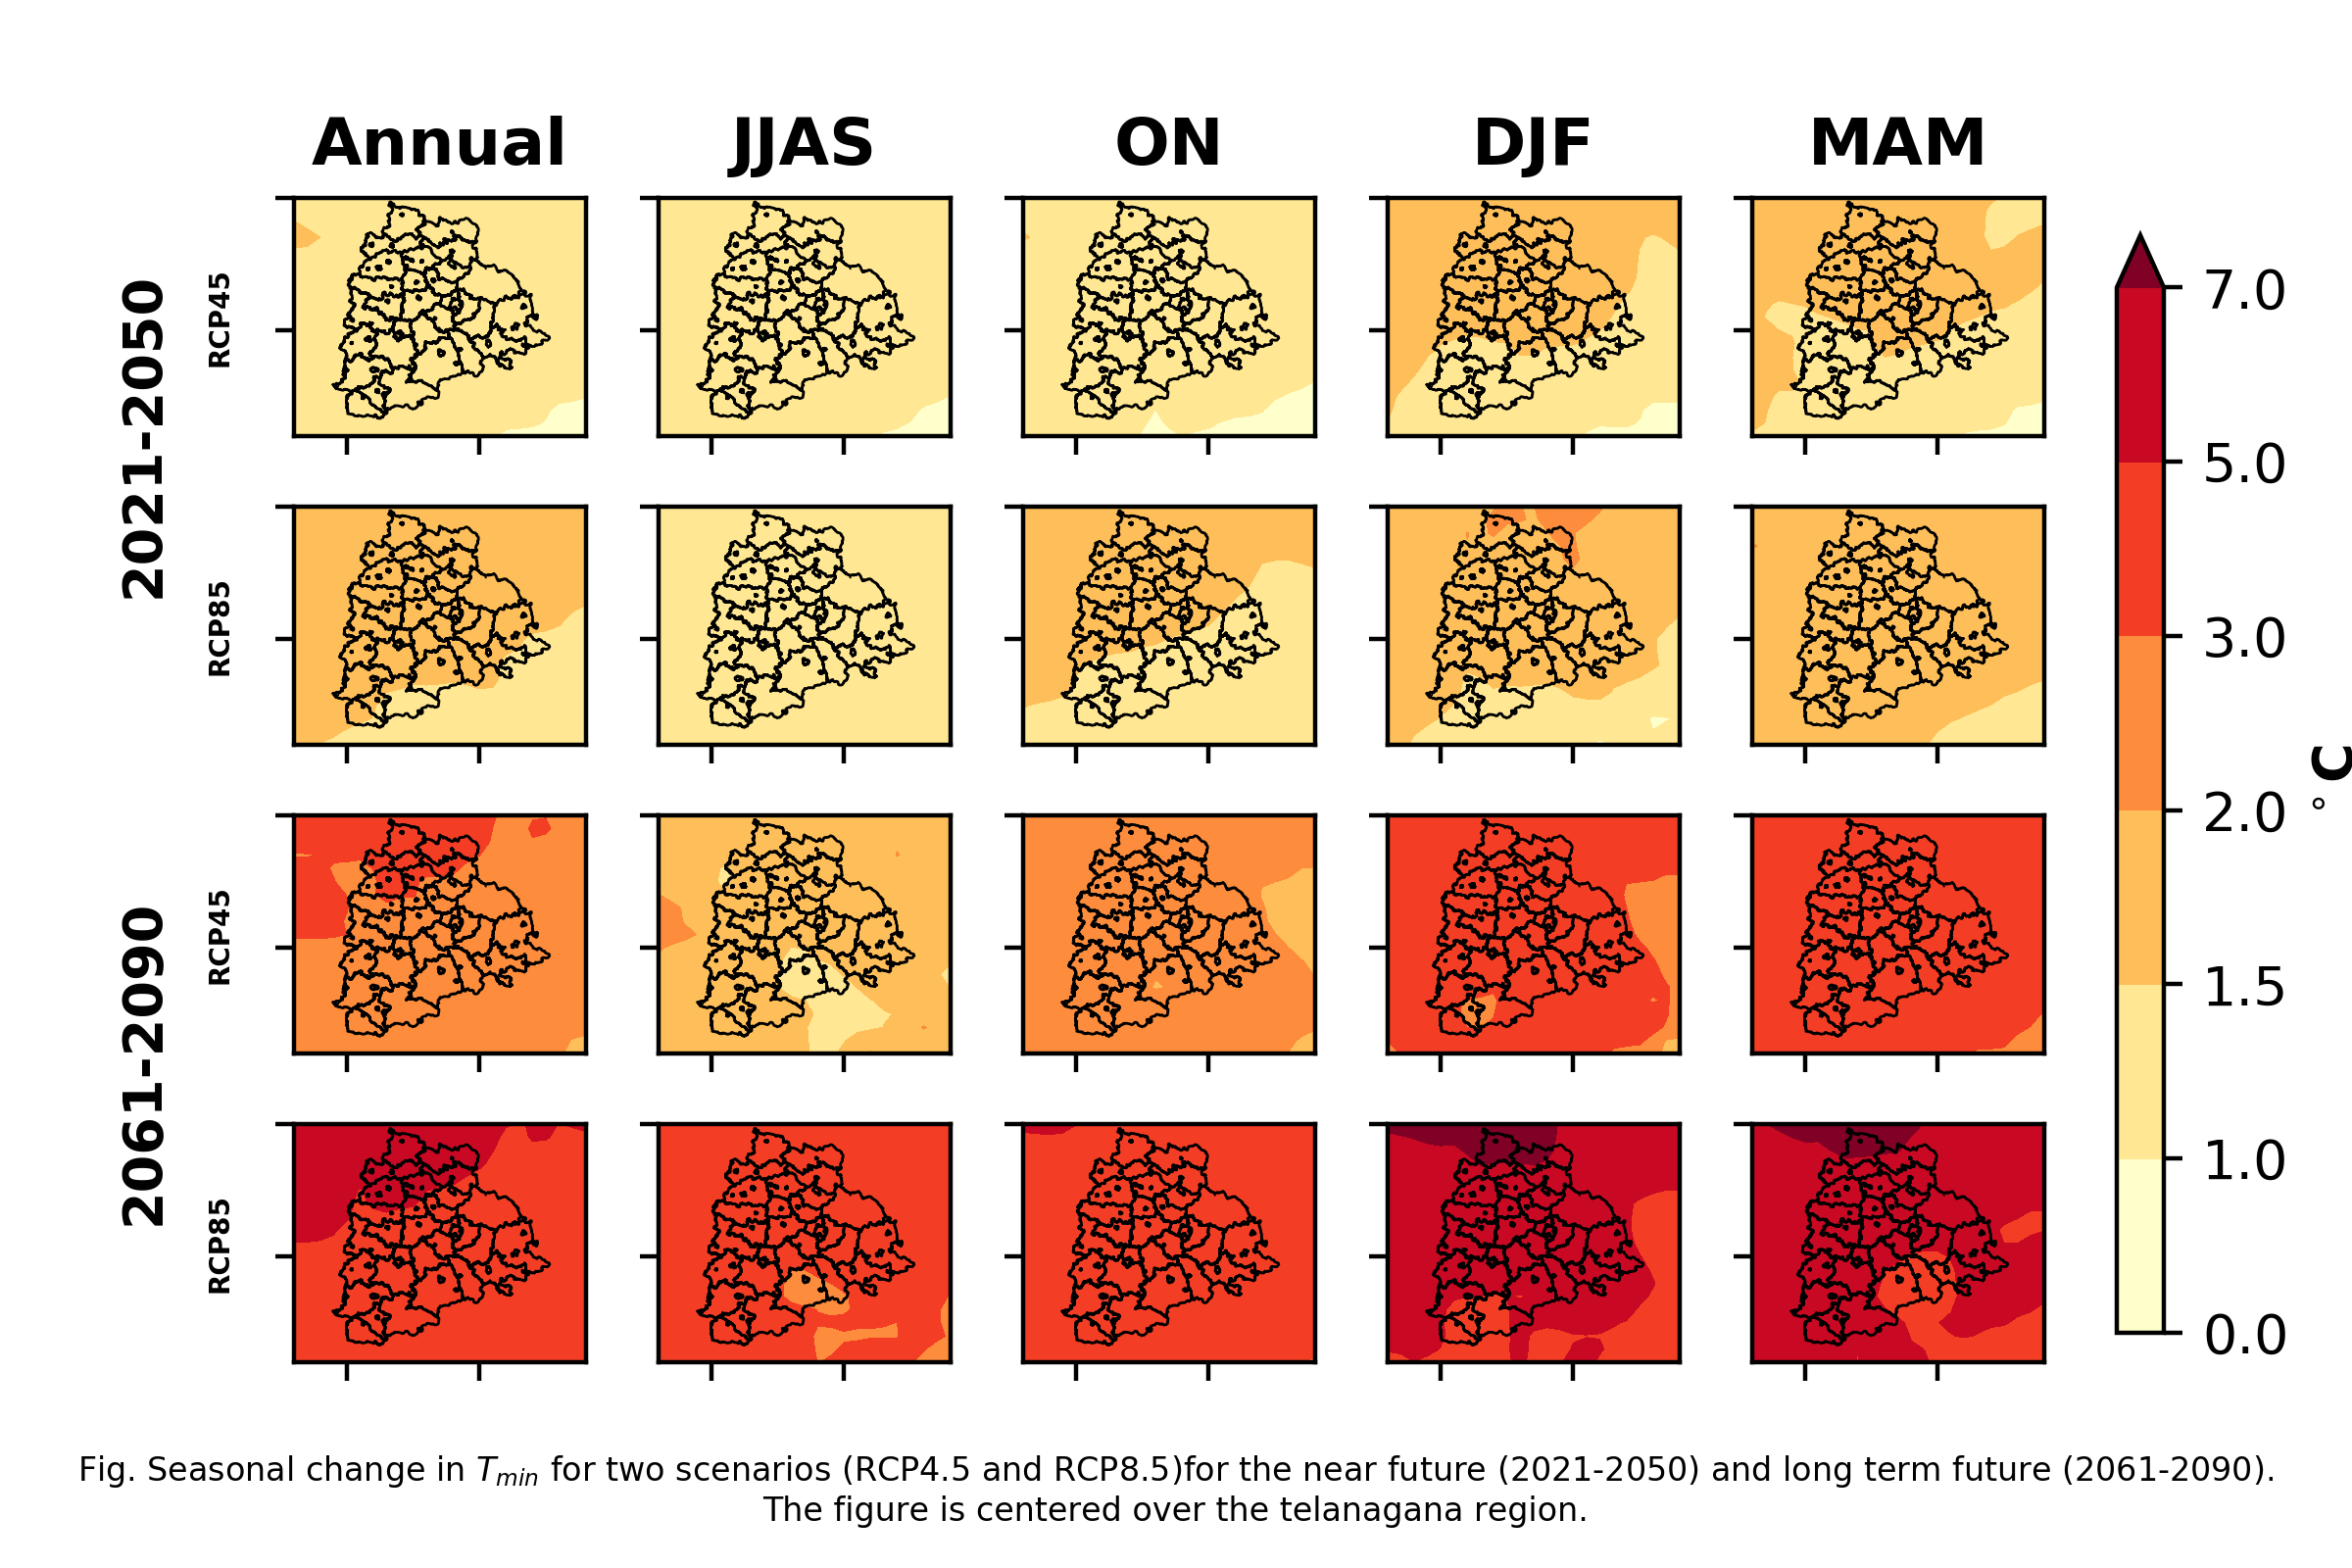 Annual JJAS ON DJF MAM
2021-2050
RCP45
RCP85
2061-2090
RCP45
RCP85
7.0
5.0
3.0
2.0
1.5
1.0
0.0
° C
Fig. Seasonal change in Tmin for two scenarios (RCP4.5 and RCP8.5)for the near future (2021-2050) and long term future (2061-2090).
The figure is centered over the telanagana region.